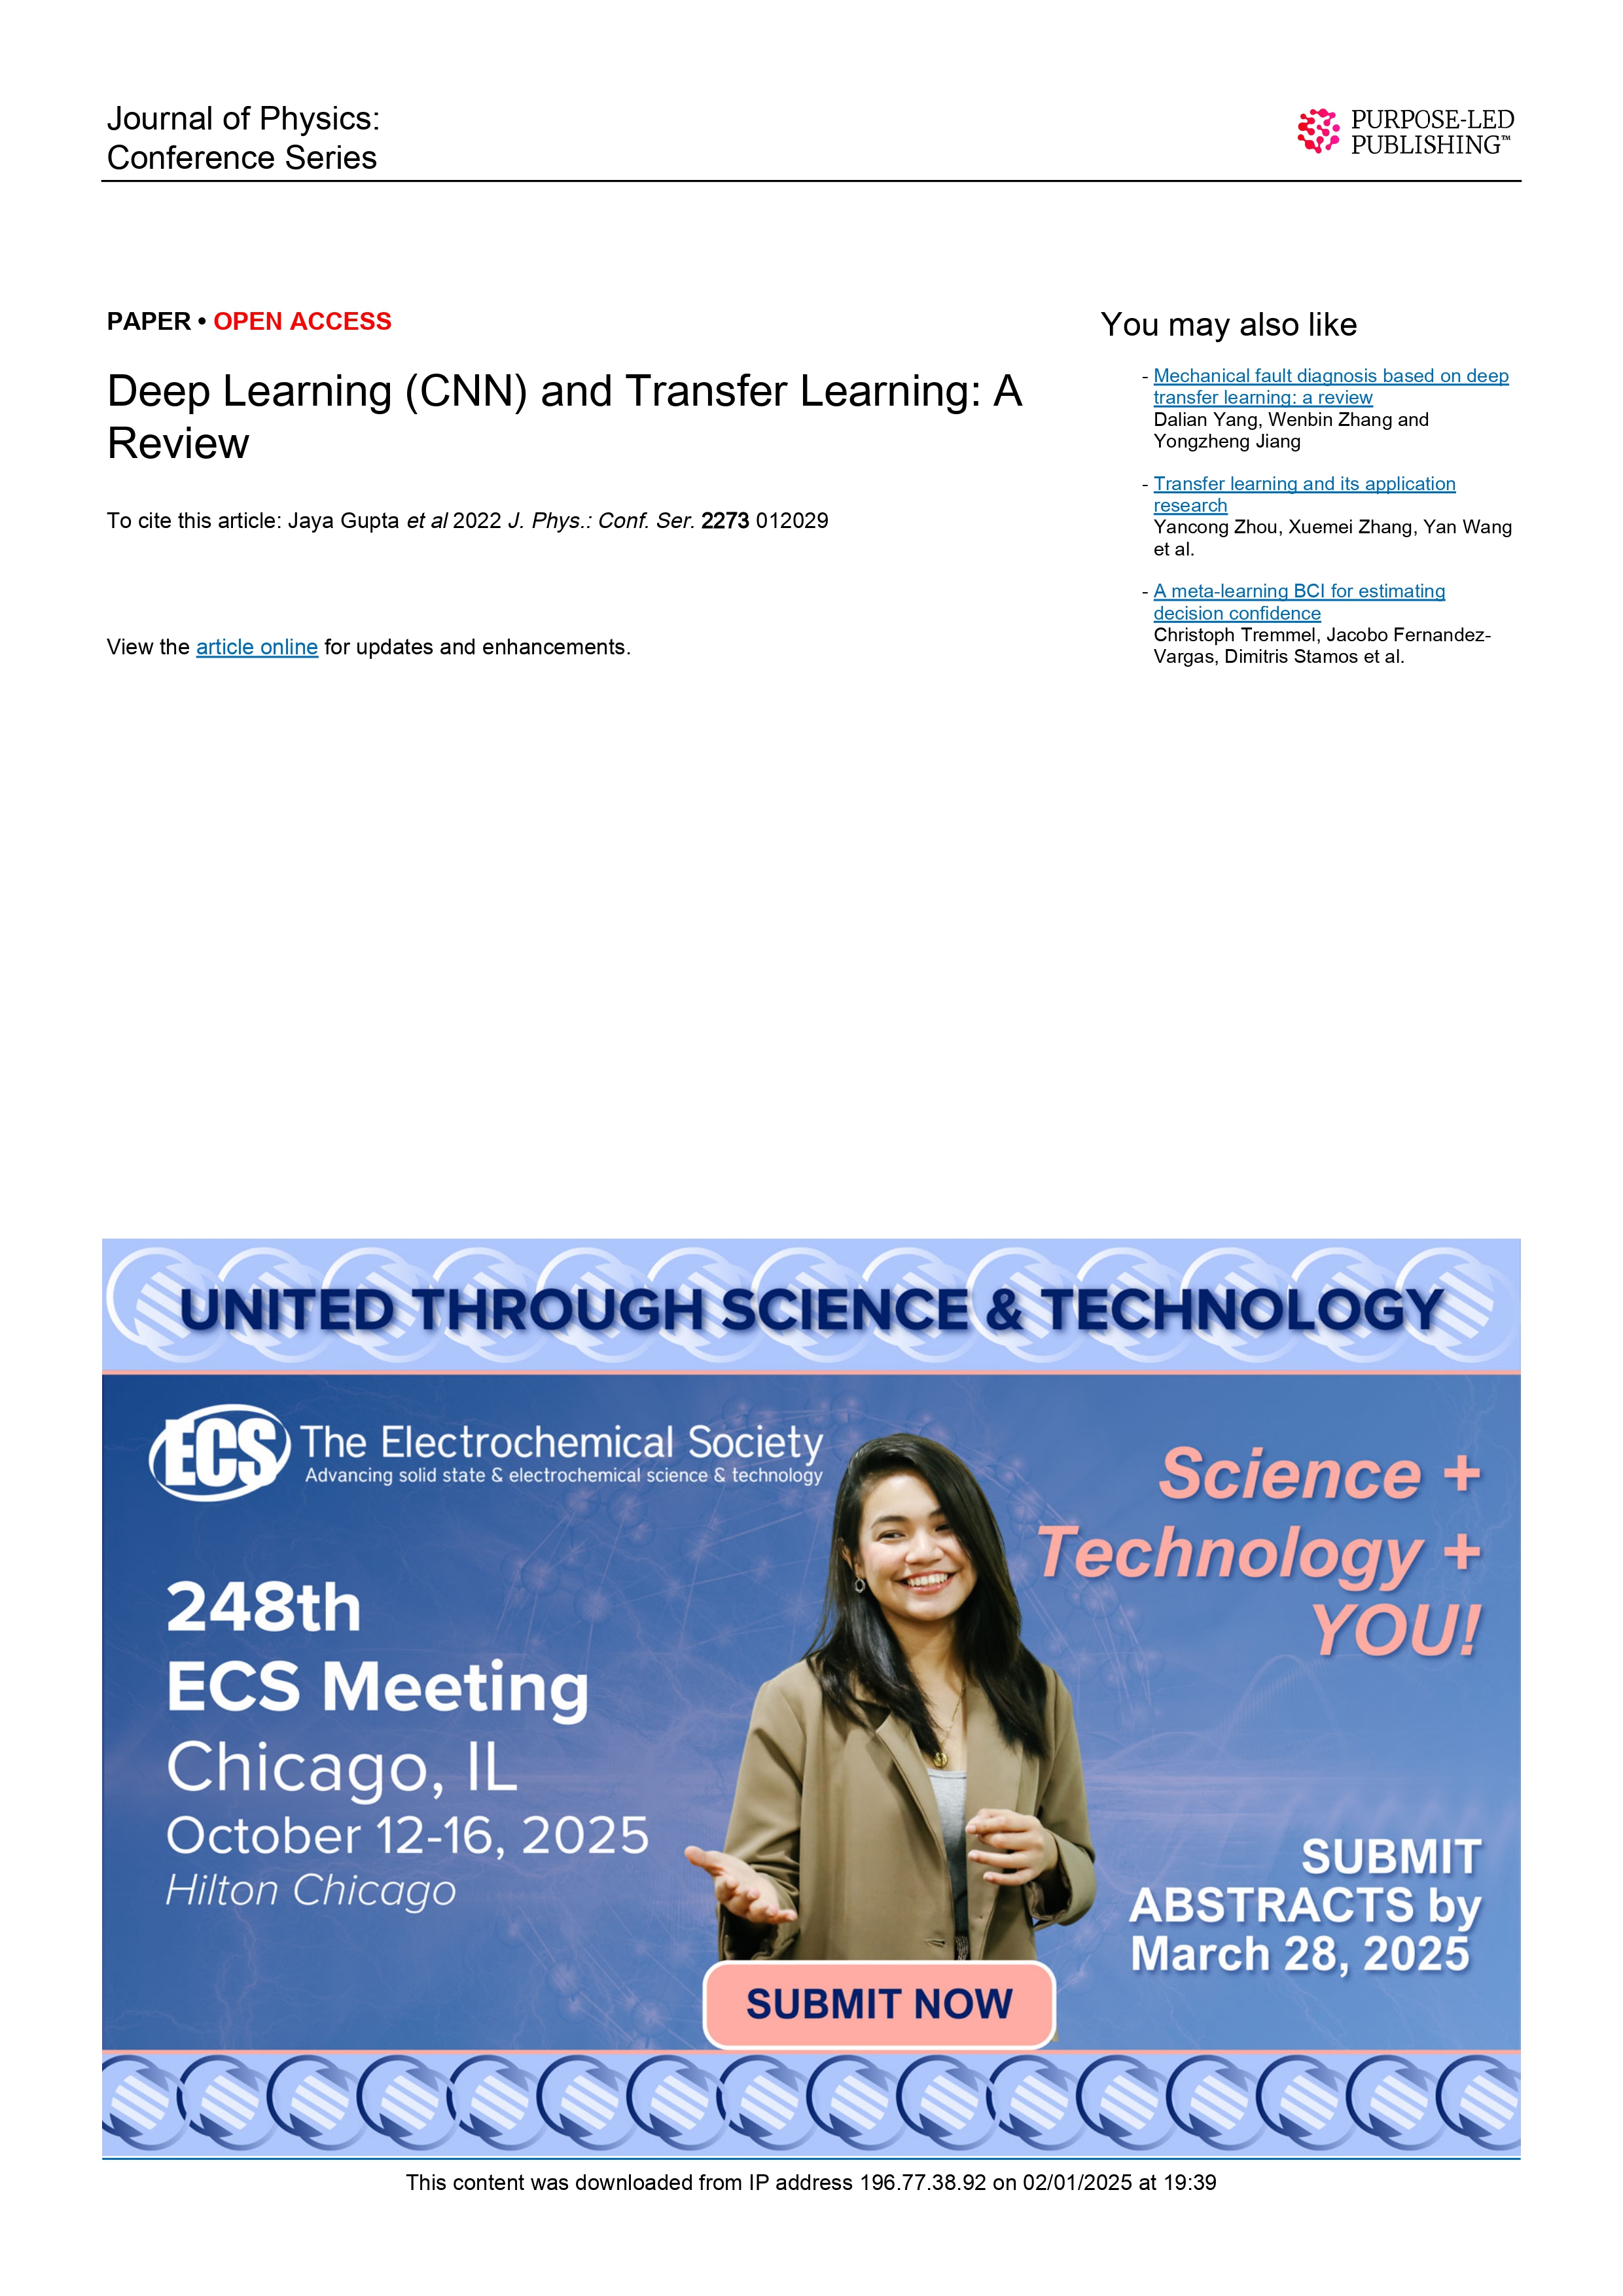 Journal of Physics:
Conference Series
PURPOSE-LED
PUBLISHING™
PAPER • OPEN ACCESS
Deep Learning (CNN) and Transfer Learning: A
Review
To cite this article: Jaya Gupta et al 2022 J. Phys.: Conf. Ser. 2273 012029
View the article online for updates and enhancements.
You may also like
- Mechanical fault diagnosis based on deep
transfer learning: a review
Dalian Yang, Wenbin Zhang and
Yongzheng Jiang
- Transfer learning and its application
research
Yancong Zhou, Xuemei Zhang, Yan Wang
et al.
- A meta-learning BCI for estimating
decision confidence
Christoph Tremmel, Jacobo Fernandez-
Vargas, Dimitris Stamos et al.
UNITED THROUGH SCIENCE & TECHNOLOGY
ECS The Electrochemical Society
Advancing solid state & electrochemical science & technology
248th
ECS Meeting
Chicago, IL
October 12-16, 2025
Hilton Chicago
Science +
Technology +
YOU!
SUBMIT
ABSTRACTS by
March 28, 2025
SUBMIT NOW
This content was downloaded from IP address 196.77.38.92 on 02/01/2025 at 19:39